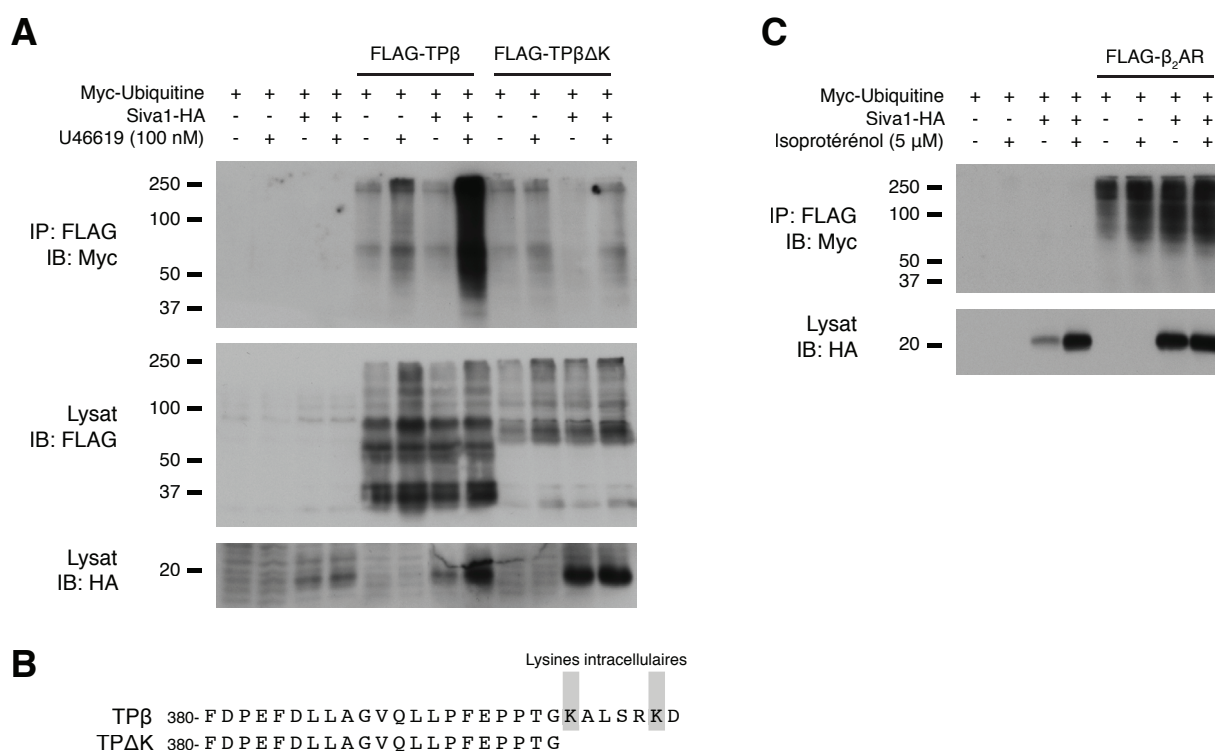 A
FLAG-TPβ FLAG-TPβΔK
Myc-Ubiquitine + + + + + + + + + + + +
Siva1-HA - - + + - - + + - - + +
U46619 (100 nM) - + - + - + - + - + - +
250
100
IP: FLAG
IB: Myc
50
37
250
100
Lysat
IB: FLAG
50
37
Lysat
IB: HA
20
B
Lysines intracellulaires
TPβ 380- F D P E F D L L A G V Q L L P F E P P T G K A L S R K D
TPΔK 380- F D P E F D L L A G V Q L L P F E P P T G
C
FLAG-β₂AR
Myc-Ubiquitine + + + + + + + +
Siva1-HA - - + + - - + +
Isoprotérénol (5 µM) - + - + - + - +
250
100
IP: FLAG
IB: Myc
50
37
Lysat
IB: HA
20